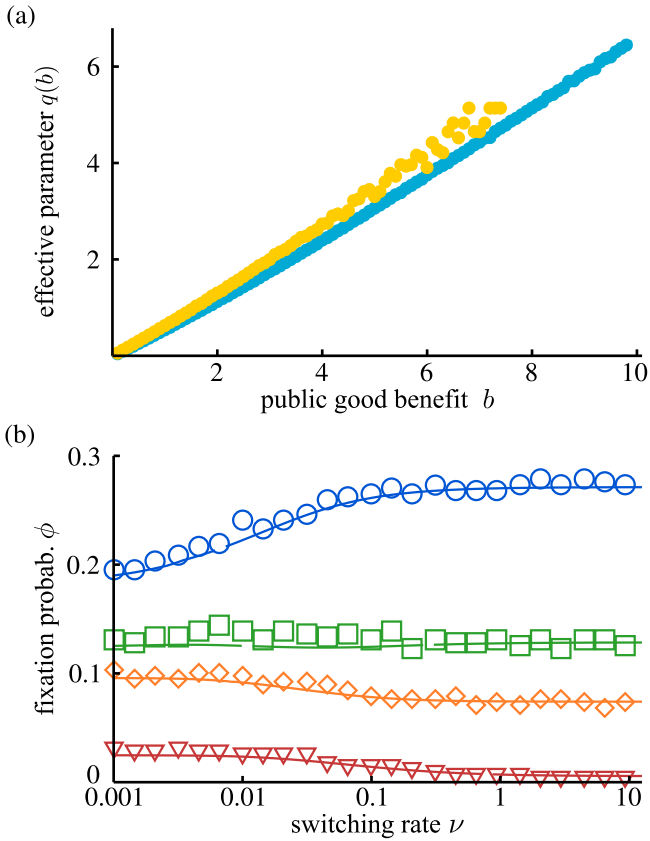 (a)
effective parameter q(b)
6
4
2
2 4 6 8 10
public good benefit b
(b)
fixation probab. ϕ
0.3
0.2
0.1
0
0.001 0.01 0.1 1 10
switching rate ν